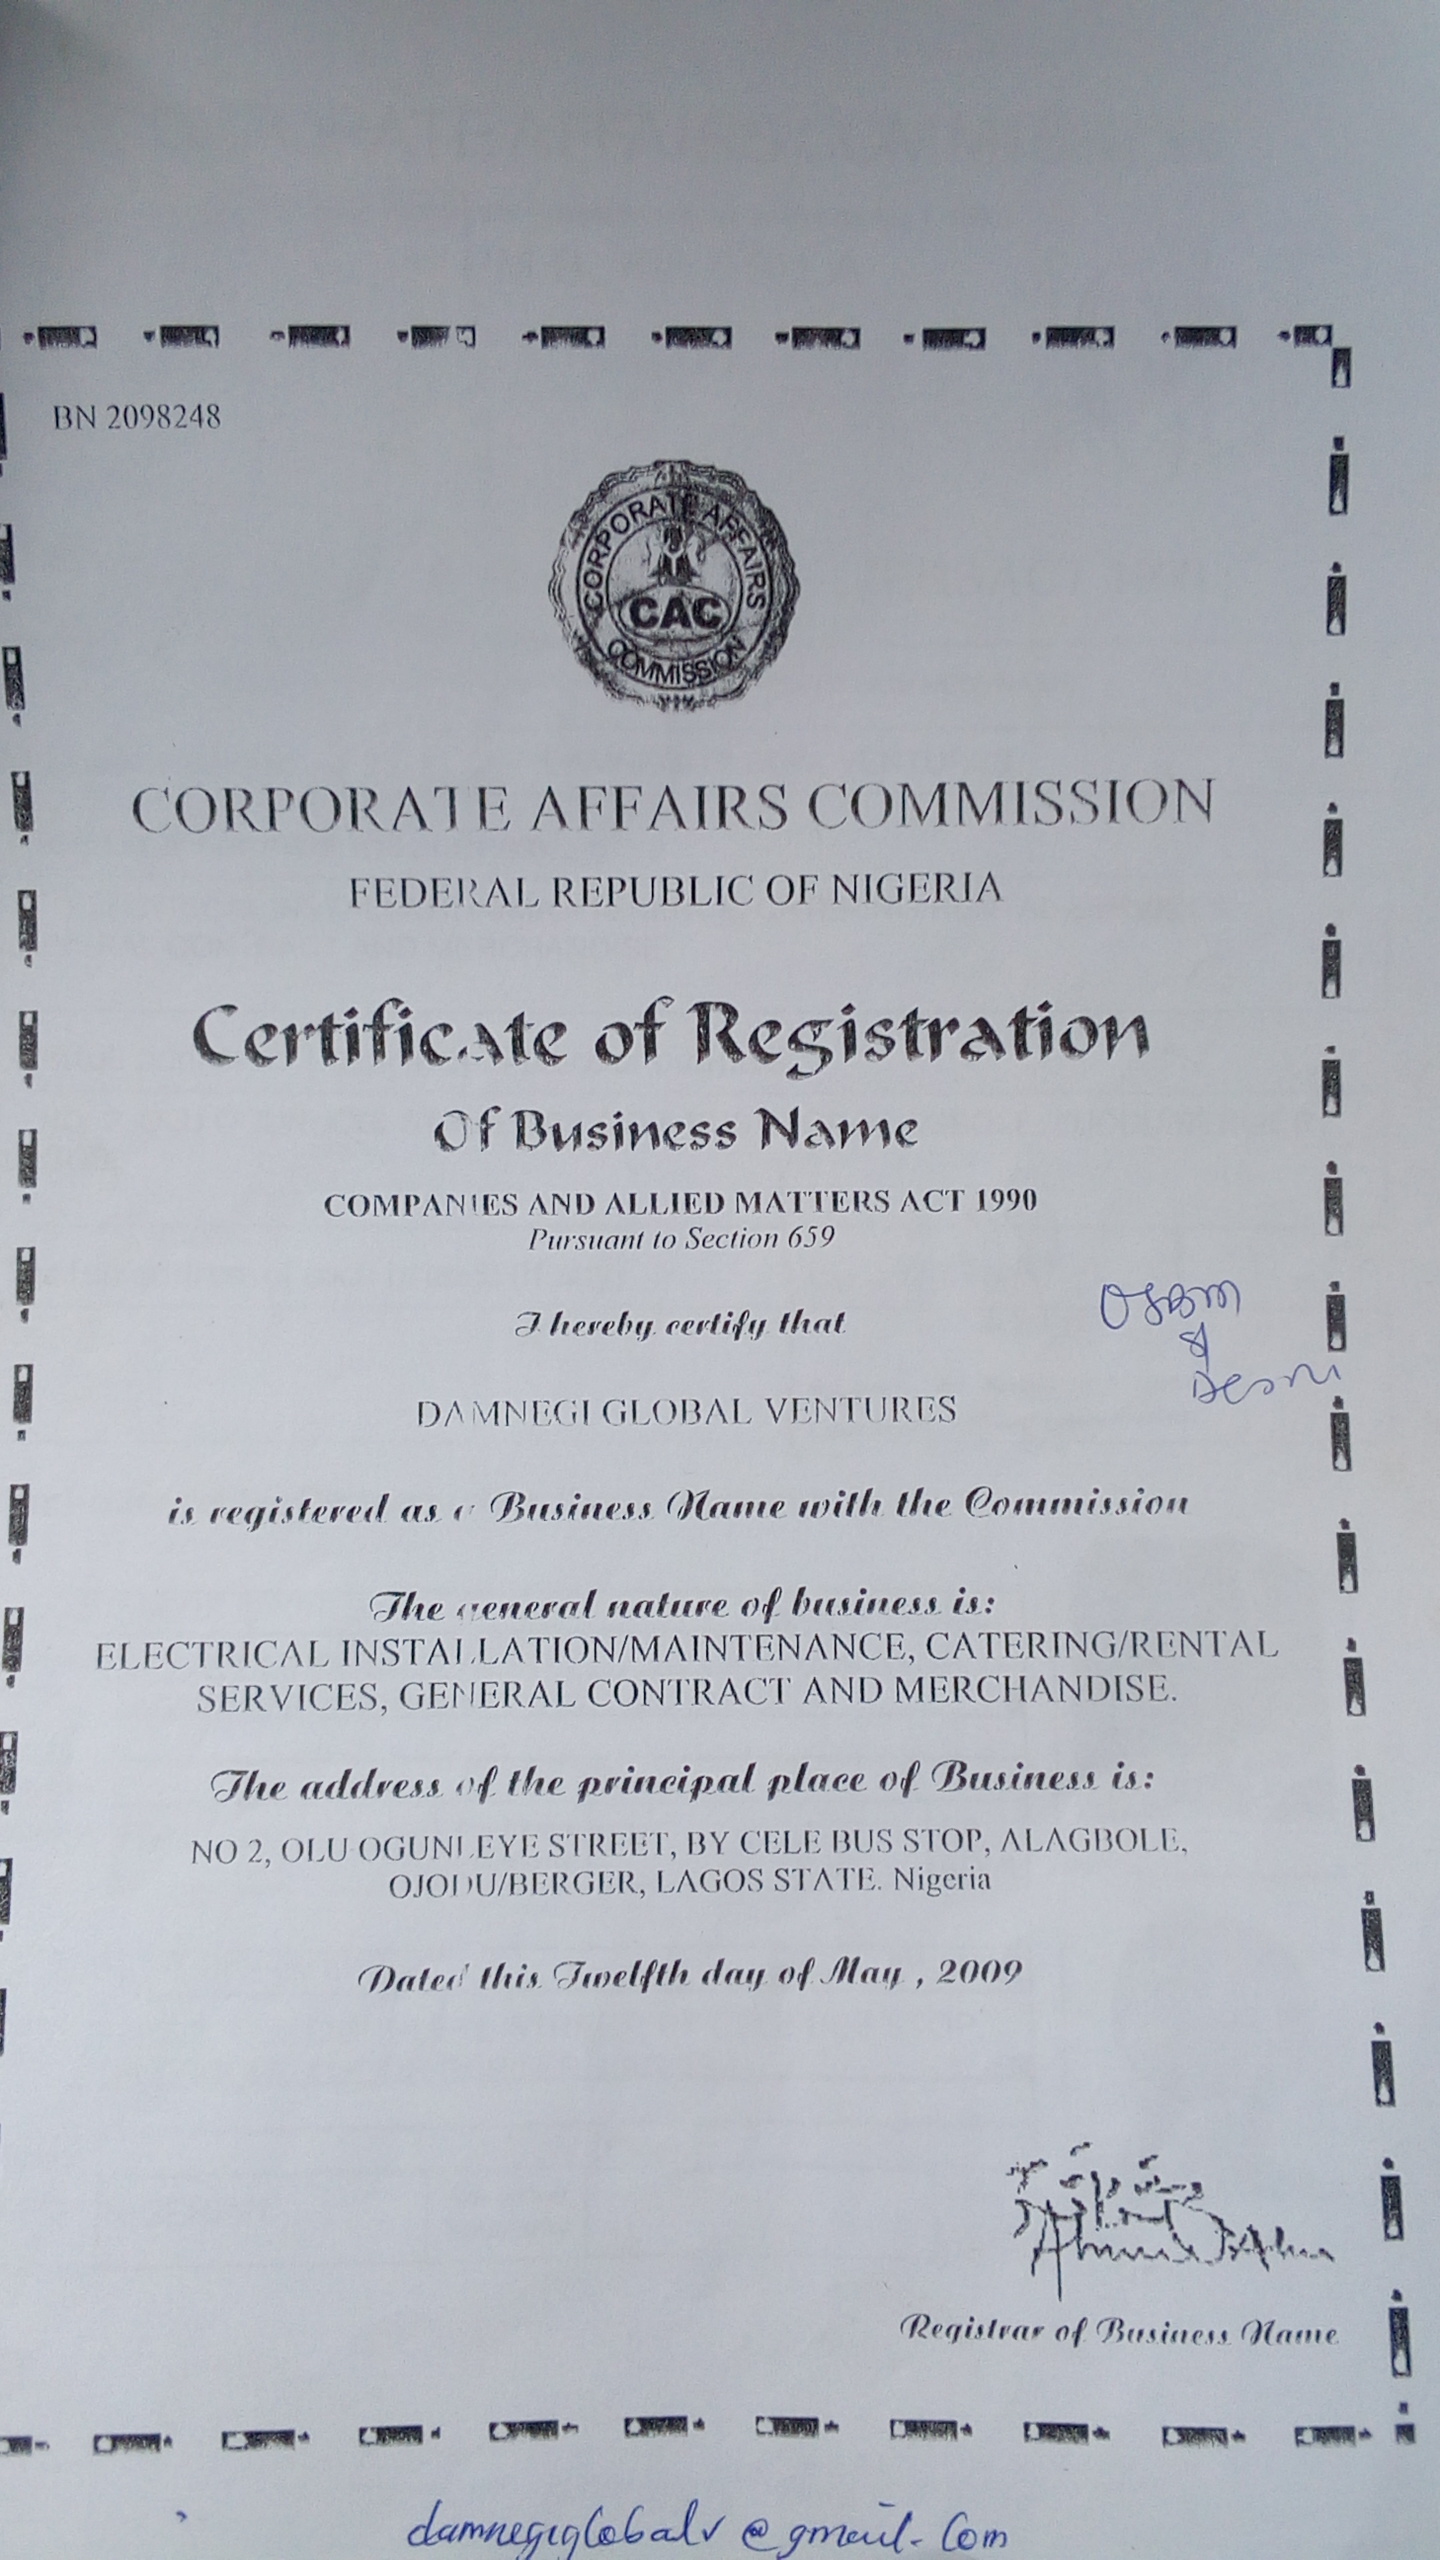 BN 2098248
CORPORATE AFFAIRS
CAC
COMMISSION
CORPORATE AFFAIRS COMMISSION
FEDERAL REPUBLIC OF NIGERIA
Certificate of Registration
Of Business Name
COMPANIES AND ALLIED MATTERS ACT 1990
Pursuant to Section 659
I hereby certify that
DAMNEGI GLOBAL VENTURES
is registered as a Business Name with the Commission
The general nature of business is:
ELECTRICAL INSTALLATION/MAINTENANCE, CATERING/RENTAL
SERVICES, GENERAL CONTRACT AND MERCHANDISE.
The address of the principal place of Business is:
NO 2, OLU OGUNLEYE STREET, BY CELE BUS STOP, ALAGBOLE,
OJODU/BERGER, LAGOS STATE. Nigeria
Dated this Twelfth day of May , 2009
Registrar of Business Name
damnegiglobalv@gmail.com